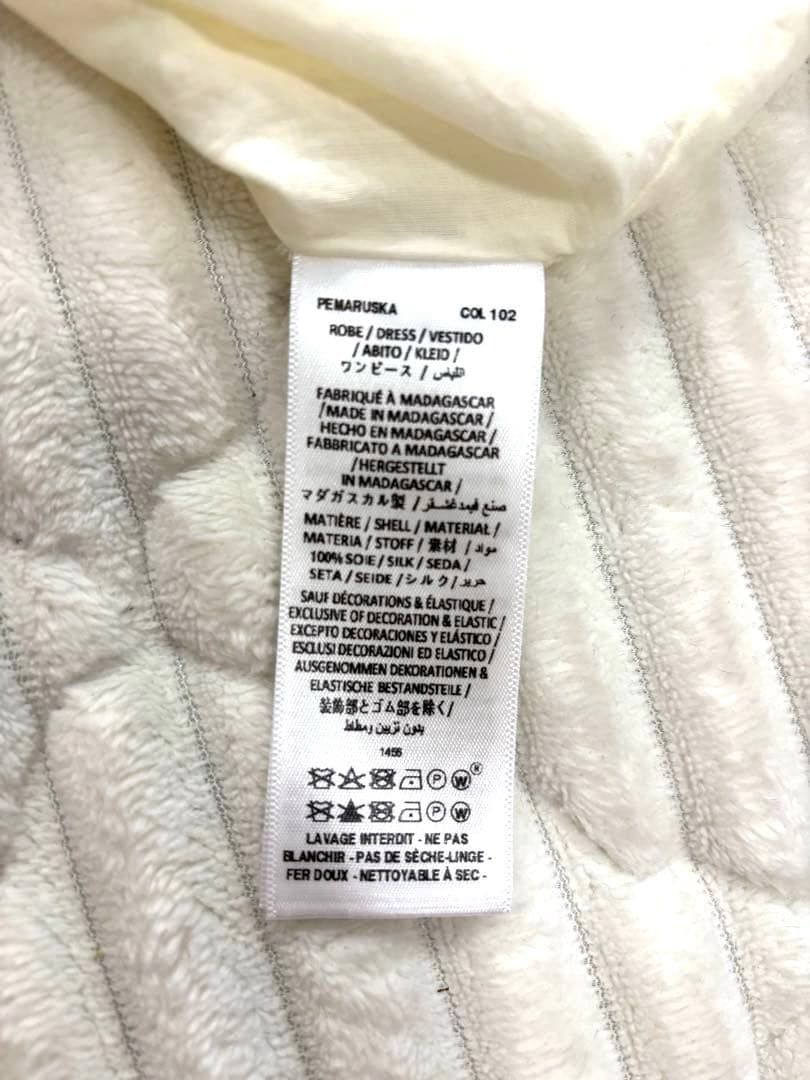 PEMARUSKA COL 102
ROBE / DRESS / VESTIDO
/ ABITO / KLEID /
ワンピース /
FABRIQUÉ À MADAGASCAR
/ MADE IN MADAGASCAR /
HECHO EN MADAGASCAR /
FABBRICATO A MADAGASCAR
/ HERGESTELLT
IN MADAGASCAR /
マダガスカル製 / صنع في مدغشقر /
MATIÈRE / SHELL / MATERIAL /
MATERIA / STOFF / 素材 / مواد /
100% SOIE / SILK / SEDA /
SETA / SEIDE / シルク / حرير
SAUF DÉCORATIONS & ÉLASTIQUE /
EXCLUSIVE OF DECORATION & ELASTIC /
EXCEPTO DECORACIONES Y ELÁSTICO /
ESCLUSI DECORAZIONI ED ELASTICO /
AUSGENOMMEN DEKORATIONEN &
ELASTISCHE BESTANDSTEILE /
装飾部とゴム部を除く /
بدون تزيين ومطاط
1456
P W ®
P W
LAVAGE INTERDIT - NE PAS
BLANCHIR - PAS DE SÈCHE-LINGE -
FER DOUX - NETTOYABLE À SEC -